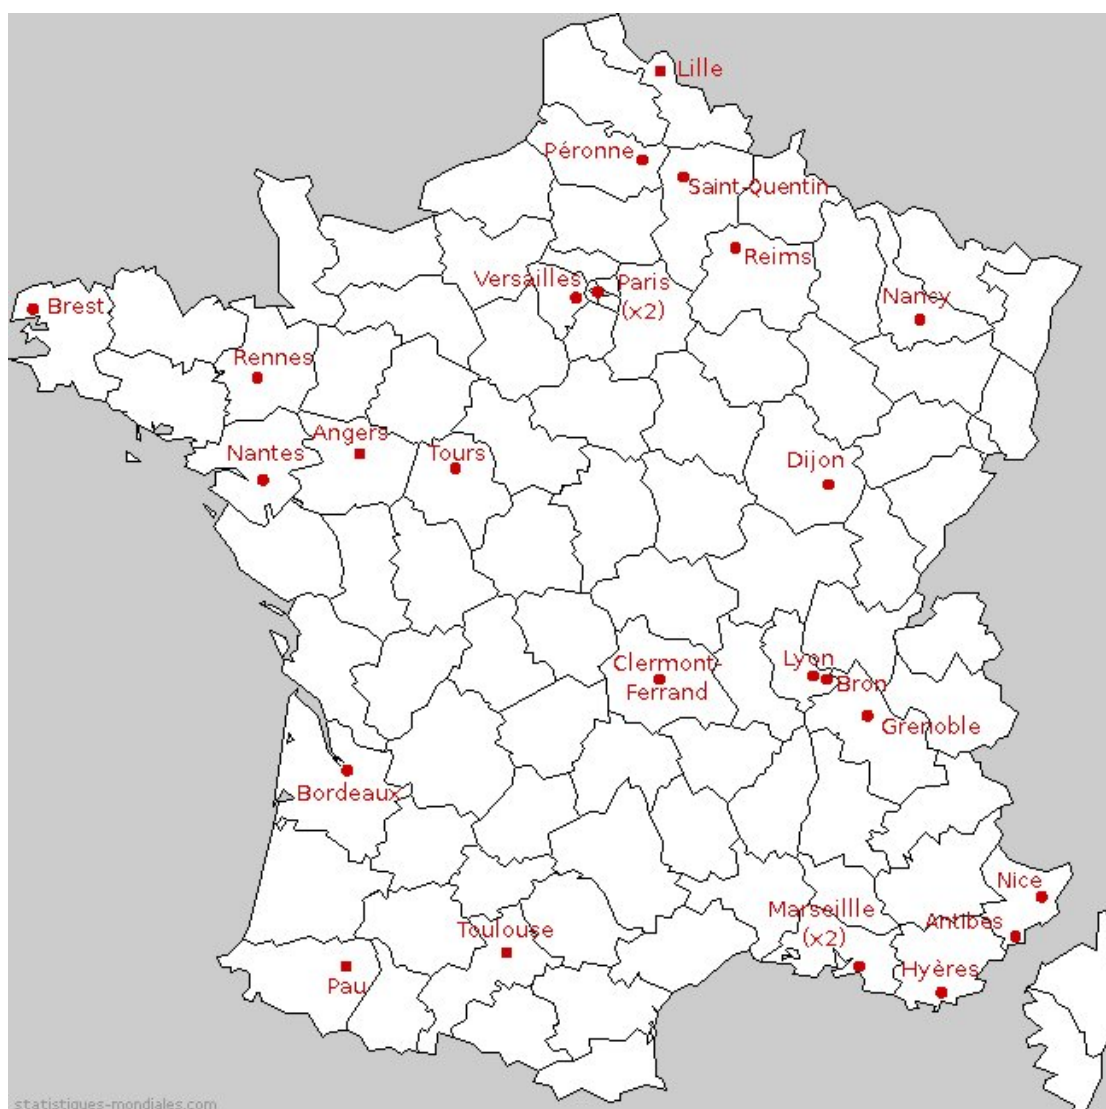 Lille
Péronne
Saint-Quentin
Reims
Versailles
Paris
(x2)
Nancy
Brest
Rennes
Angers
Nantes
Tours
Dijon
Clermont
Ferrand
Lyon
Bron
Grenoble
Bordeaux
Nice
Marseillle
(x2)
Antibes
Toulouse
Hyères
Pau
statistiques-mondiales.com